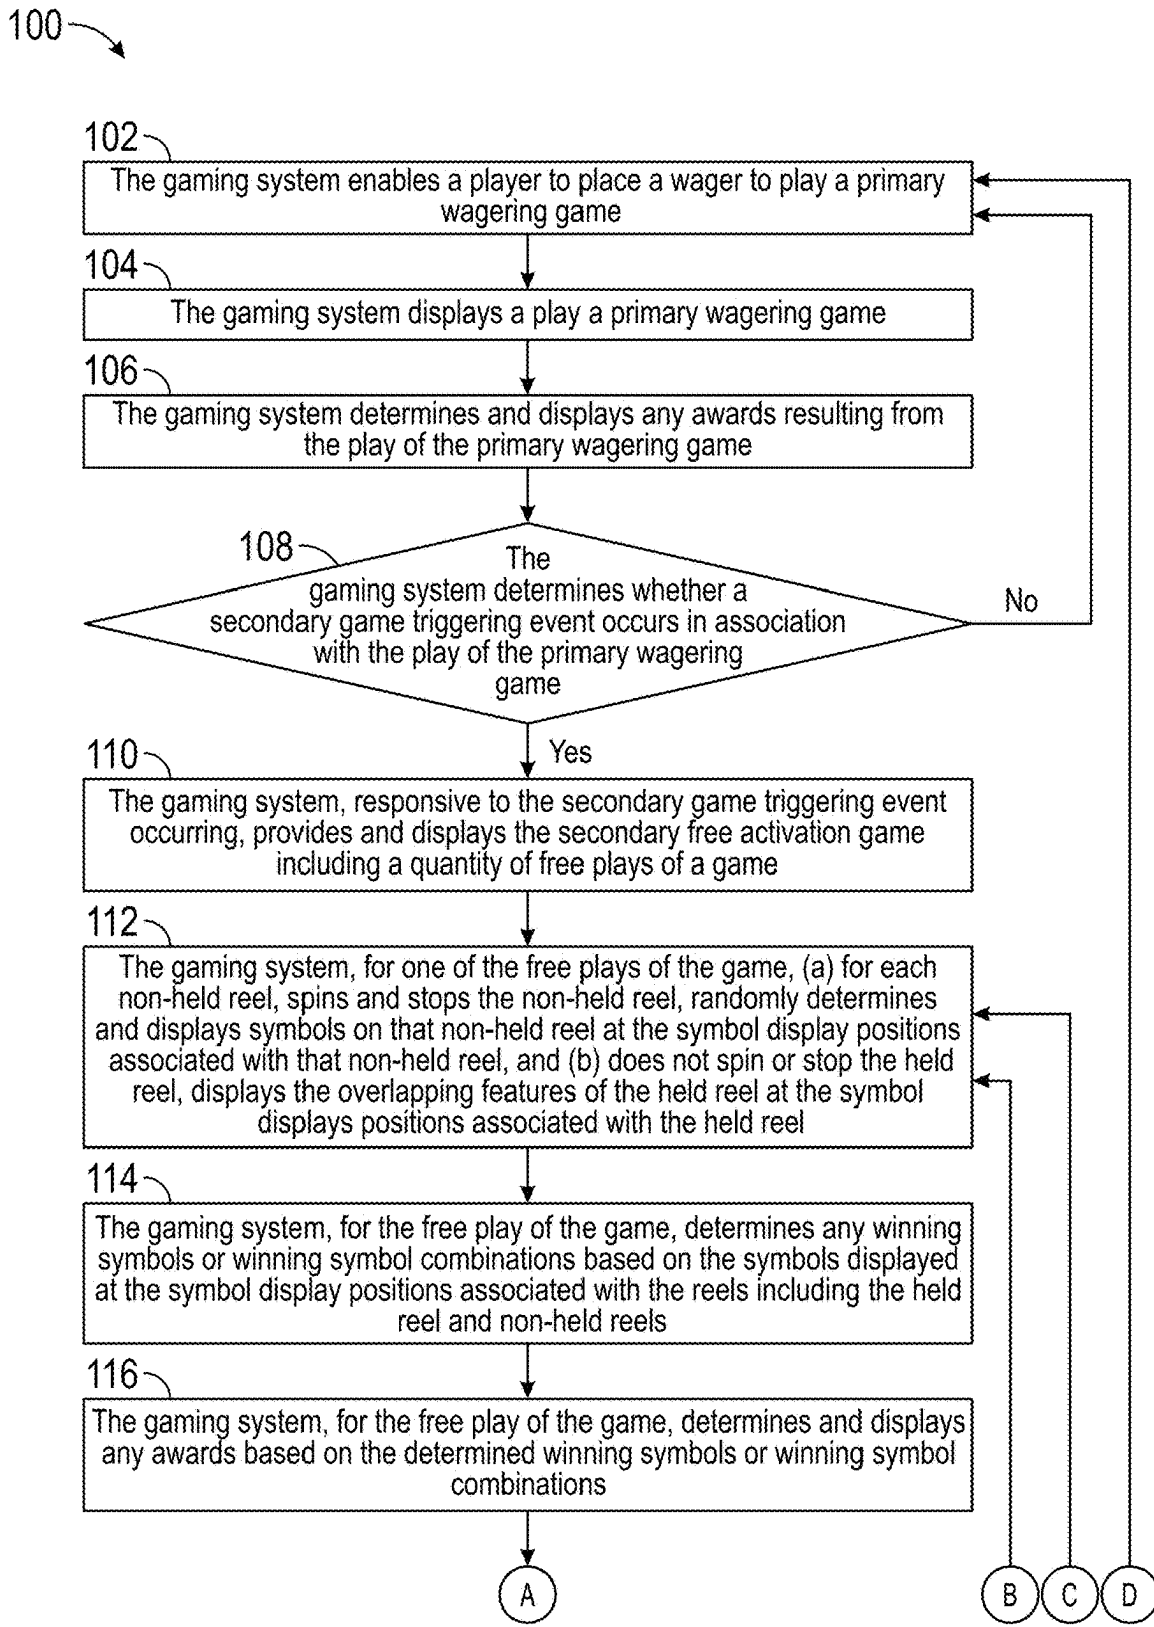 100
102
The gaming system enables a player to place a wager to play a primary
wagering game
104
The gaming system displays a play a primary wagering game
106
The gaming system determines and displays any awards resulting from
the play of the primary wagering game
108
The
gaming system determines whether a
secondary game triggering event occurs in association
with the play of the primary wagering
game
No
Yes
110
The gaming system, responsive to the secondary game triggering event
occurring, provides and displays the secondary free activation game
including a quantity of free plays of a game
112
The gaming system, for one of the free plays of the game, (a) for each
non-held reel, spins and stops the non-held reel, randomly determines
and displays symbols on that non-held reel at the symbol display positions
associated with that non-held reel, and (b) does not spin or stop the held
reel, displays the overlapping features of the held reel at the symbol
displays positions associated with the held reel
114
The gaming system, for the free play of the game, determines any winning
symbols or winning symbol combinations based on the symbols displayed
at the symbol display positions associated with the reels including the held
reel and non-held reels
116
The gaming system, for the free play of the game, determines and displays
any awards based on the determined winning symbols or winning symbol
combinations
A
B
C
D